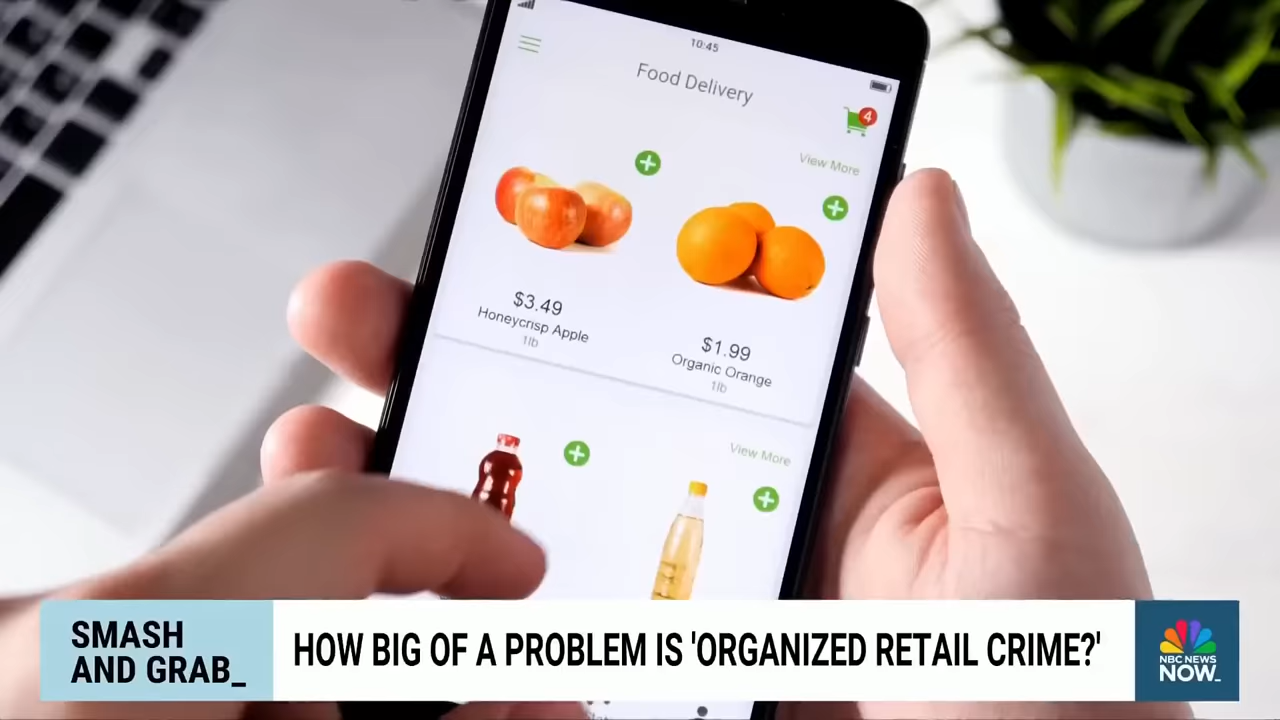 10:45
Food Delivery
4
View More
$3.49
Honeycrisp Apple
1lb
$1.99
Organic Orange
1lb
View More
SMASH
AND GRAB_
HOW BIG OF A PROBLEM IS 'ORGANIZED RETAIL CRIME?'
NBC NEWS
NOW_